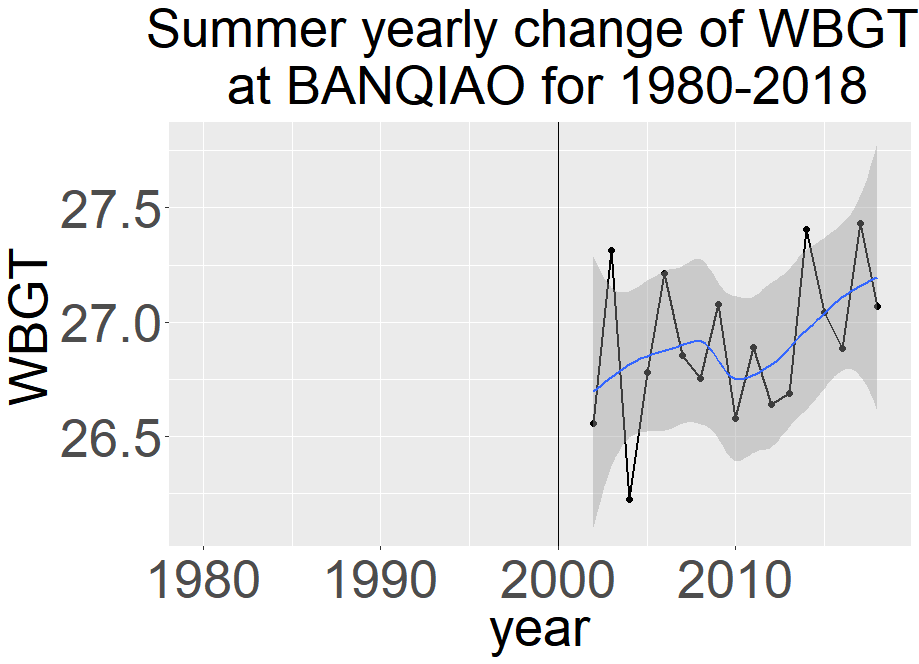 Summer yearly change of WBGT
at BANQIAO for 1980-2018
27.5
27.0
26.5
WBGT
1980 1990 2000 2010
year